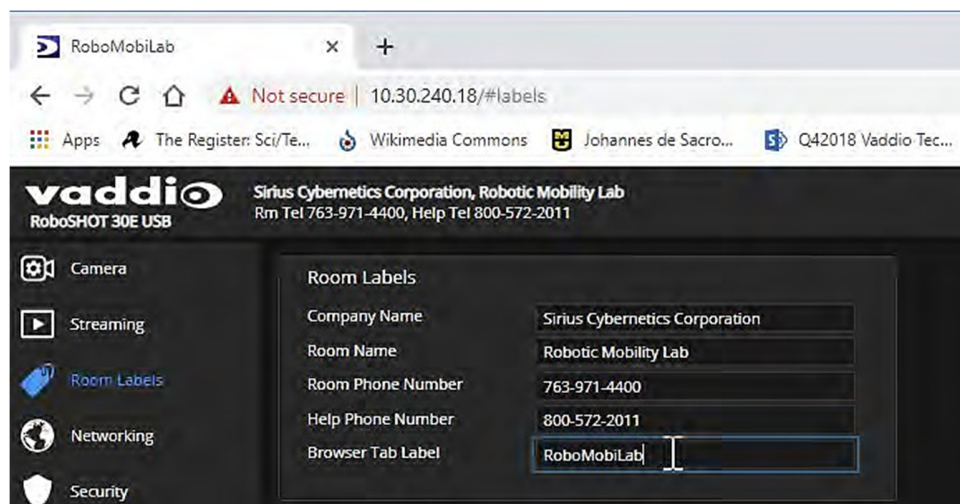 RoboMobiLab
Not secure | 10.30.240.18/#labels
Apps The Register: Sci/Te... Wikimedia Commons Johannes de Sacro... Q42018 Vaddio Tec...
vaddio
RoboSHOT 30E USB
Sirius Cybernetics Corporation, Robotic Mobility Lab
Rm Tel 763-971-4400, Help Tel 800-572-2011
Camera
Streaming
Room Labels
Networking
Security
Room Labels
Company Name Sirius Cybernetics Corporation
Room Name Robotic Mobility Lab
Room Phone Number 763-971-4400
Help Phone Number 800-572-2011
Browser Tab Label RoboMobiLab